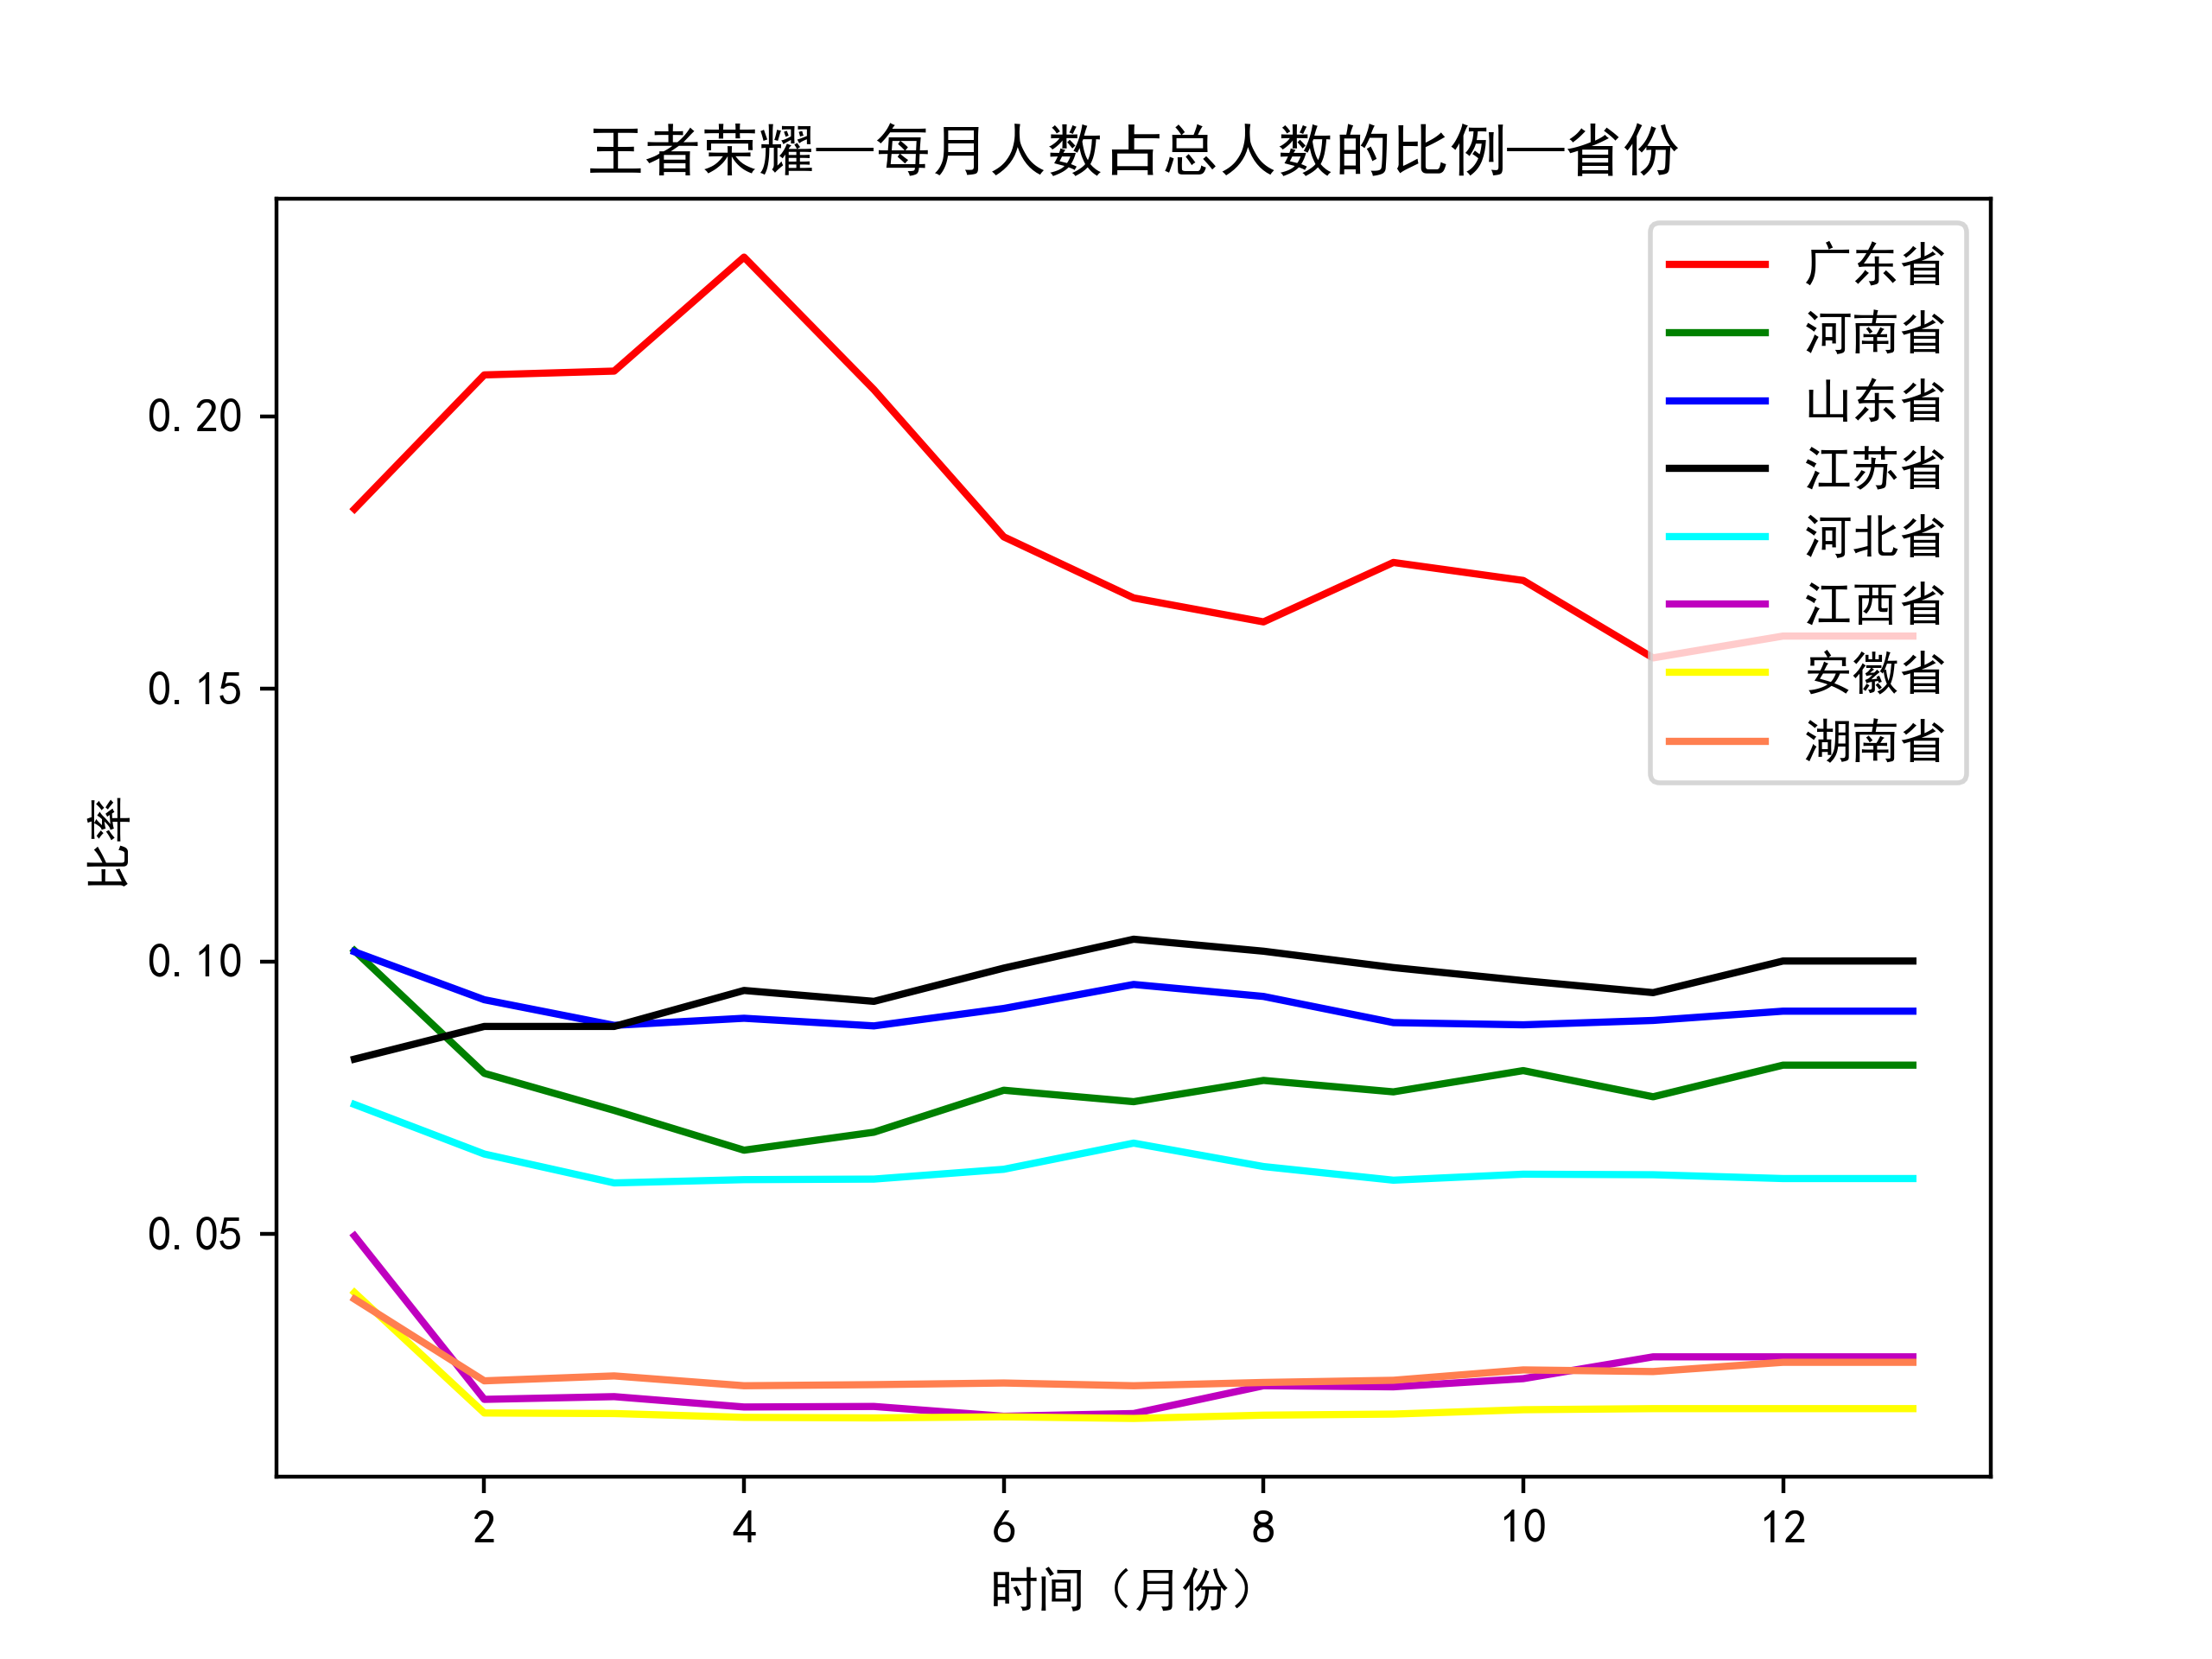 王者荣耀—每月人数占总人数的比例—省份
广东省
河南省
山东省
江苏省
河北省
江西省
安徽省
湖南省
比率
0.20
0.15
0.10
0.05
2 4 6 8 10 12
时间（月份）